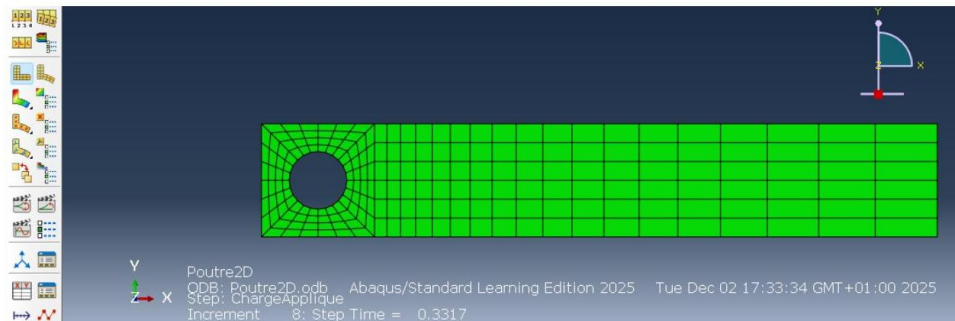 Y
Z X
Y
Z X
Poutre2D
ODB: Poutre2D.odb Abaqus/Standard Learning Edition 2025 Tue Dec 02 17:33:34 GMT+01:00 2025
Step: ChargeApplique
Increment 8: Step Time = 0.3317